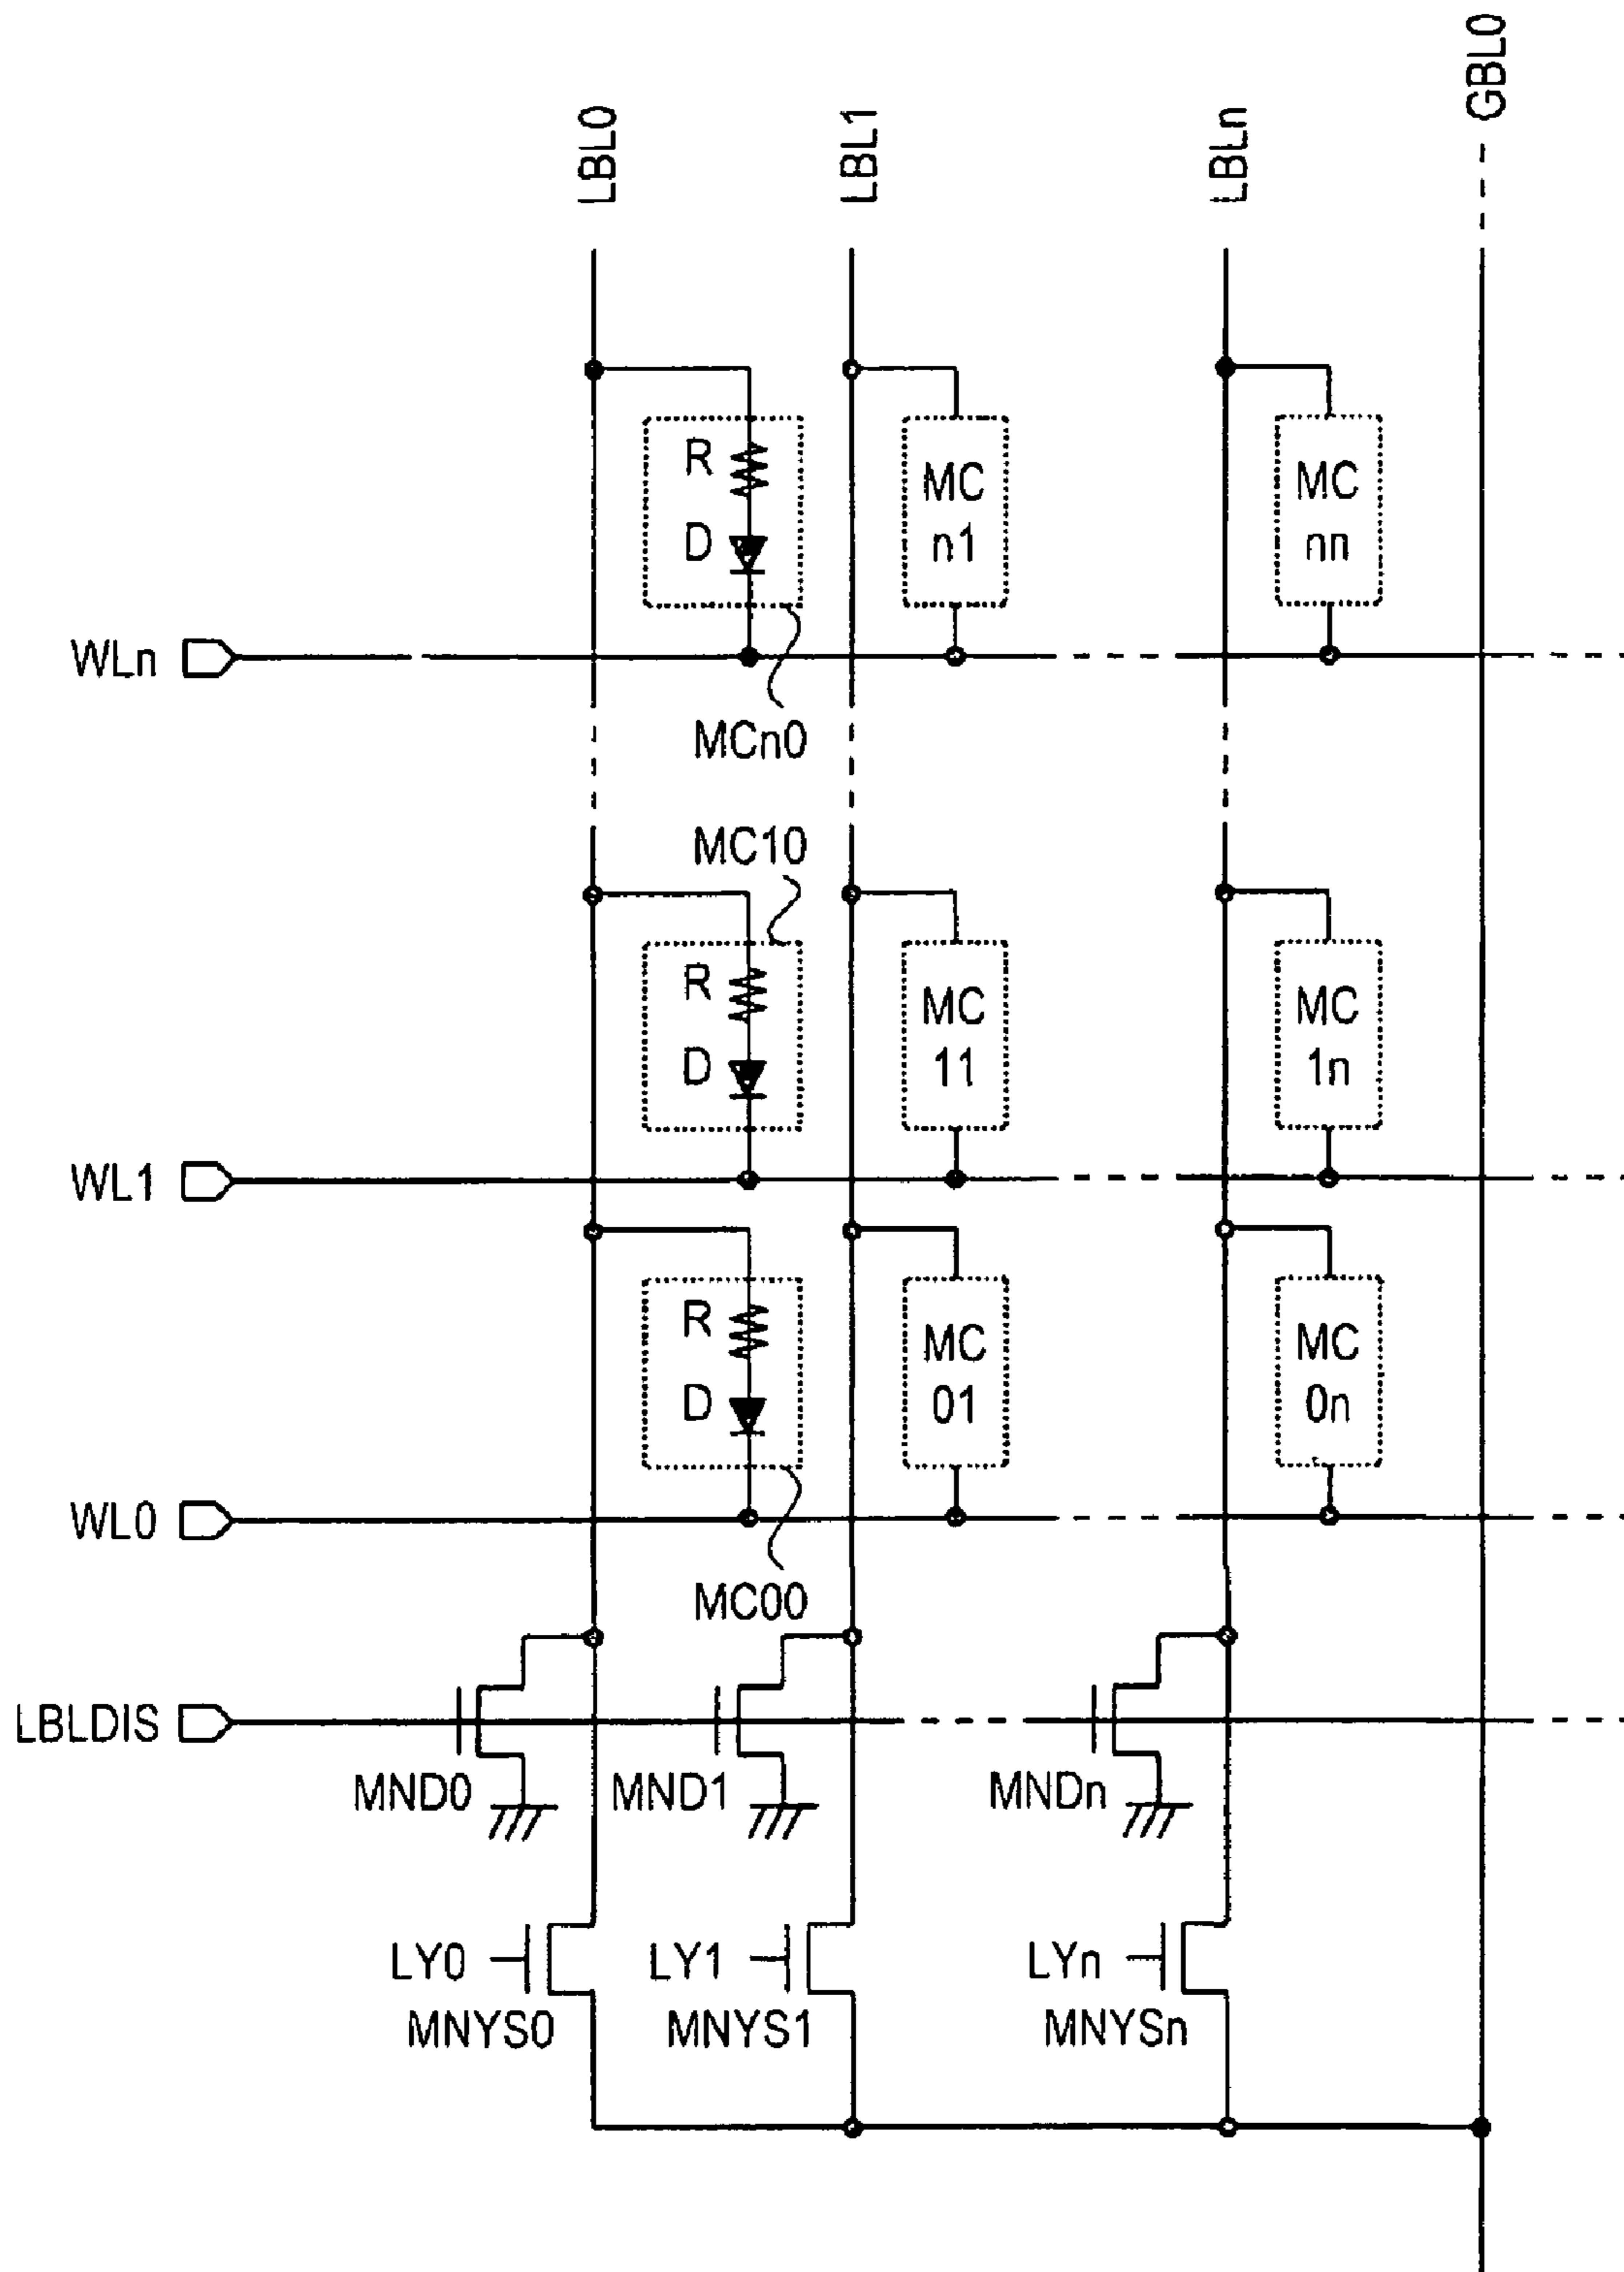 LBL0
LBL1
LBLn
GBL0
R
D
MC
n1
MC
nn
WLn
MCn0
MC10
R
D
MC
11
MC
1n
WL1
R
D
MC
01
MC
0n
WL0
MC00
LBLDIS
MND0
MND1
MNDn
LY0
LY1
LYn
MNYS0
MNYS1
MNYSn